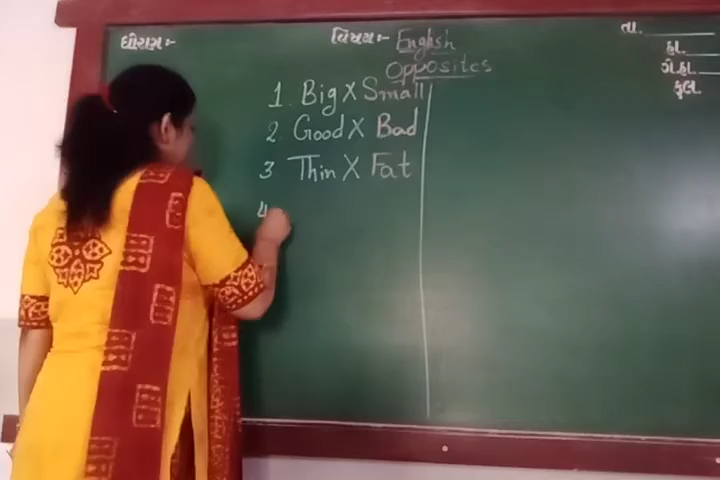 ધોરણ:-
વિષય:- English
તા.
Opposites
હા.
ગે.હા.
કુલ.
1. Big X Small
2. Good X Bad
3 Thin X Fat
4